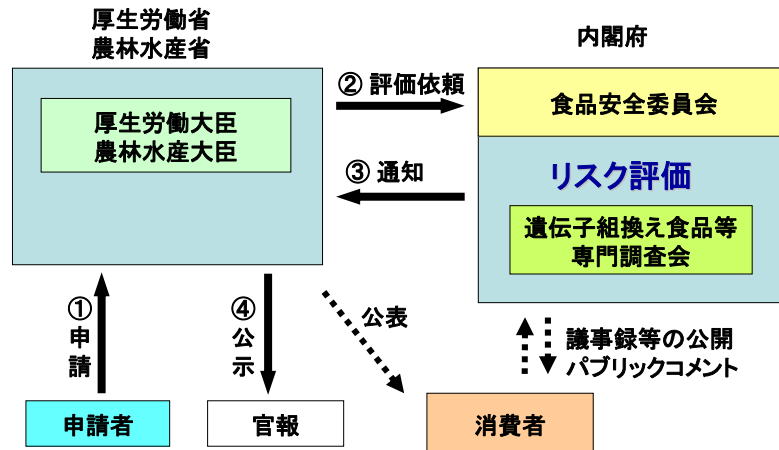 厚生労働省
農林水産省
内閣府
厚生労働大臣
農林水産大臣
② 評価依頼
③ 通知
食品安全委員会
リスク評価
遺伝子組換え食品等
専門調査会
①申請
④公示
公表
議事録等の公開
パブリックコメント
申請者
官報
消費者